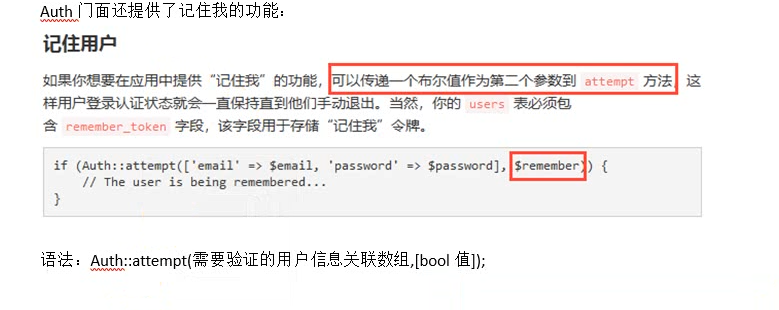 Auth 门面还提供了记住我的功能：
记住用户
如果你想要在应用中提供“记住我”的功能，可以传递一个布尔值作为第二个参数到 attempt 方法，这
样用户登录认证状态就会一直保持直到他们手动退出。当然，你的 users 表必须包
含 remember_token 字段，该字段用于存储“记住我”令牌。
if (Auth::attempt(['email' => $email, 'password' => $password], $remember)) {
// The user is being remembered...
}
语法：Auth::attempt(需要验证的用户信息关联数组,[bool 值]);